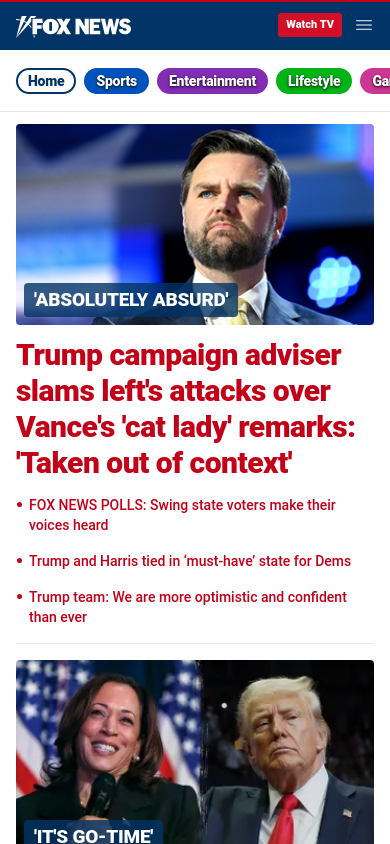 FOX NEWS
Watch TV
Home
Sports
Entertainment
Lifestyle
Ga
'ABSOLUTELY ABSURD'
Trump campaign adviser
slams left's attacks over
Vance's 'cat lady' remarks:
'Taken out of context'
• FOX NEWS POLLS: Swing state voters make their
voices heard
• Trump and Harris tied in ‘must-have’ state for Dems
• Trump team: We are more optimistic and confident
than ever
'IT'S GO-TIME'